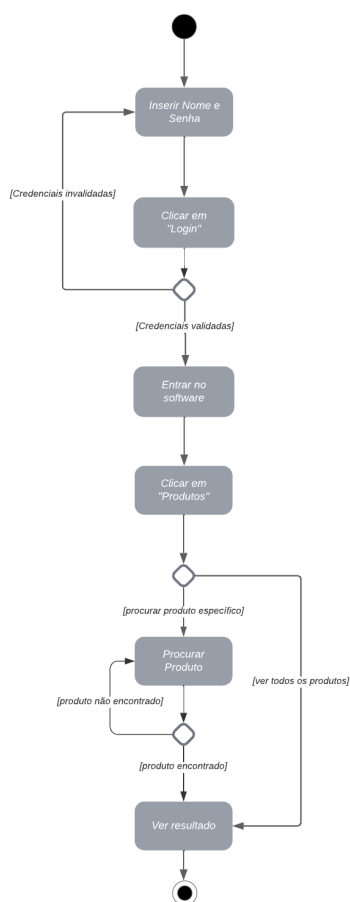 Inserir Nome e
Senha
[Credenciais invalidadas]
Clicar em
"Login"
[Credenciais validadas]
Entrar no
software
Clicar em
"Produtos"
[procurar produto específico]
Procurar
Produto
[ver todos os produtos]
[produto não encontrado]
[produto encontrado]
Ver resultado